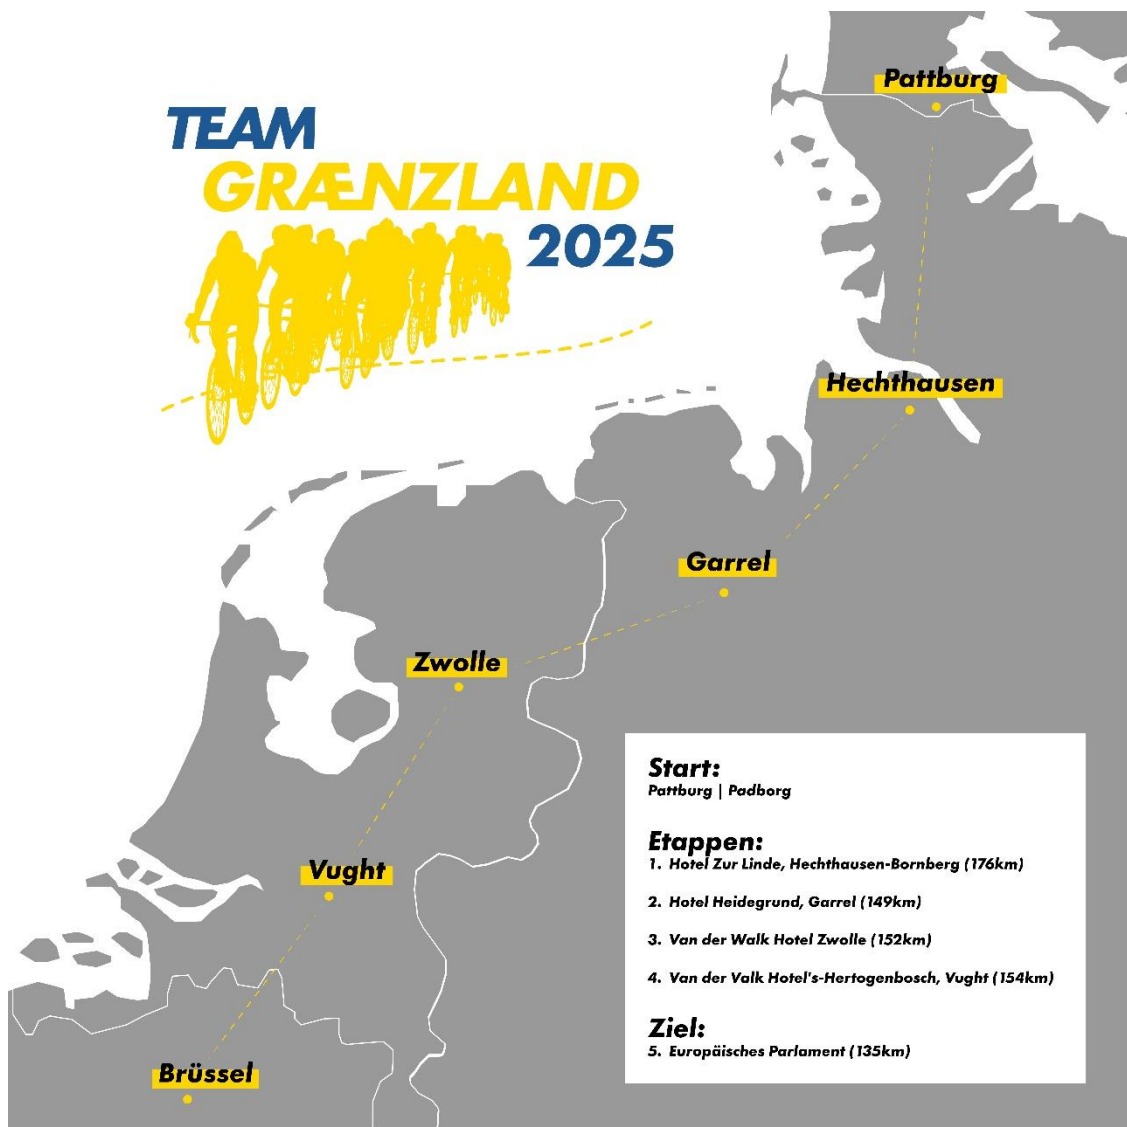 TEAM
GRÆNZLAND
2025
Pattburg
Hechthausen
Garrel
Zwolle
Vught
Brüssel
Start:
Pattburg | Padborg
Etappen:
1. Hotel Zur Linde, Hechthausen-Bornberg (176km)
2. Hotel Heidegrund, Garrel (149km)
3. Van der Walk Hotel Zwolle (152km)
4. Van der Valk Hotel's-Hertogenbosch, Vught (154km)
Ziel:
5. Europäisches Parlament (135km)